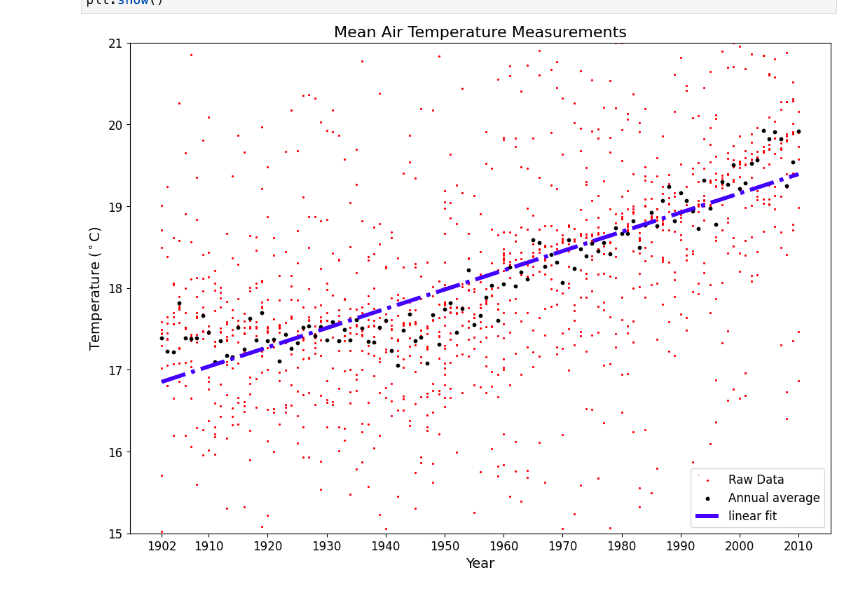 plt.show()
Mean Air Temperature Measurements
21
20
19
18
17
16
15
Temperature (°C)
1902 1910 1920 1930 1940 1950 1960 1970 1980 1990 2000 2010
Year
Raw Data
Annual average
linear fit